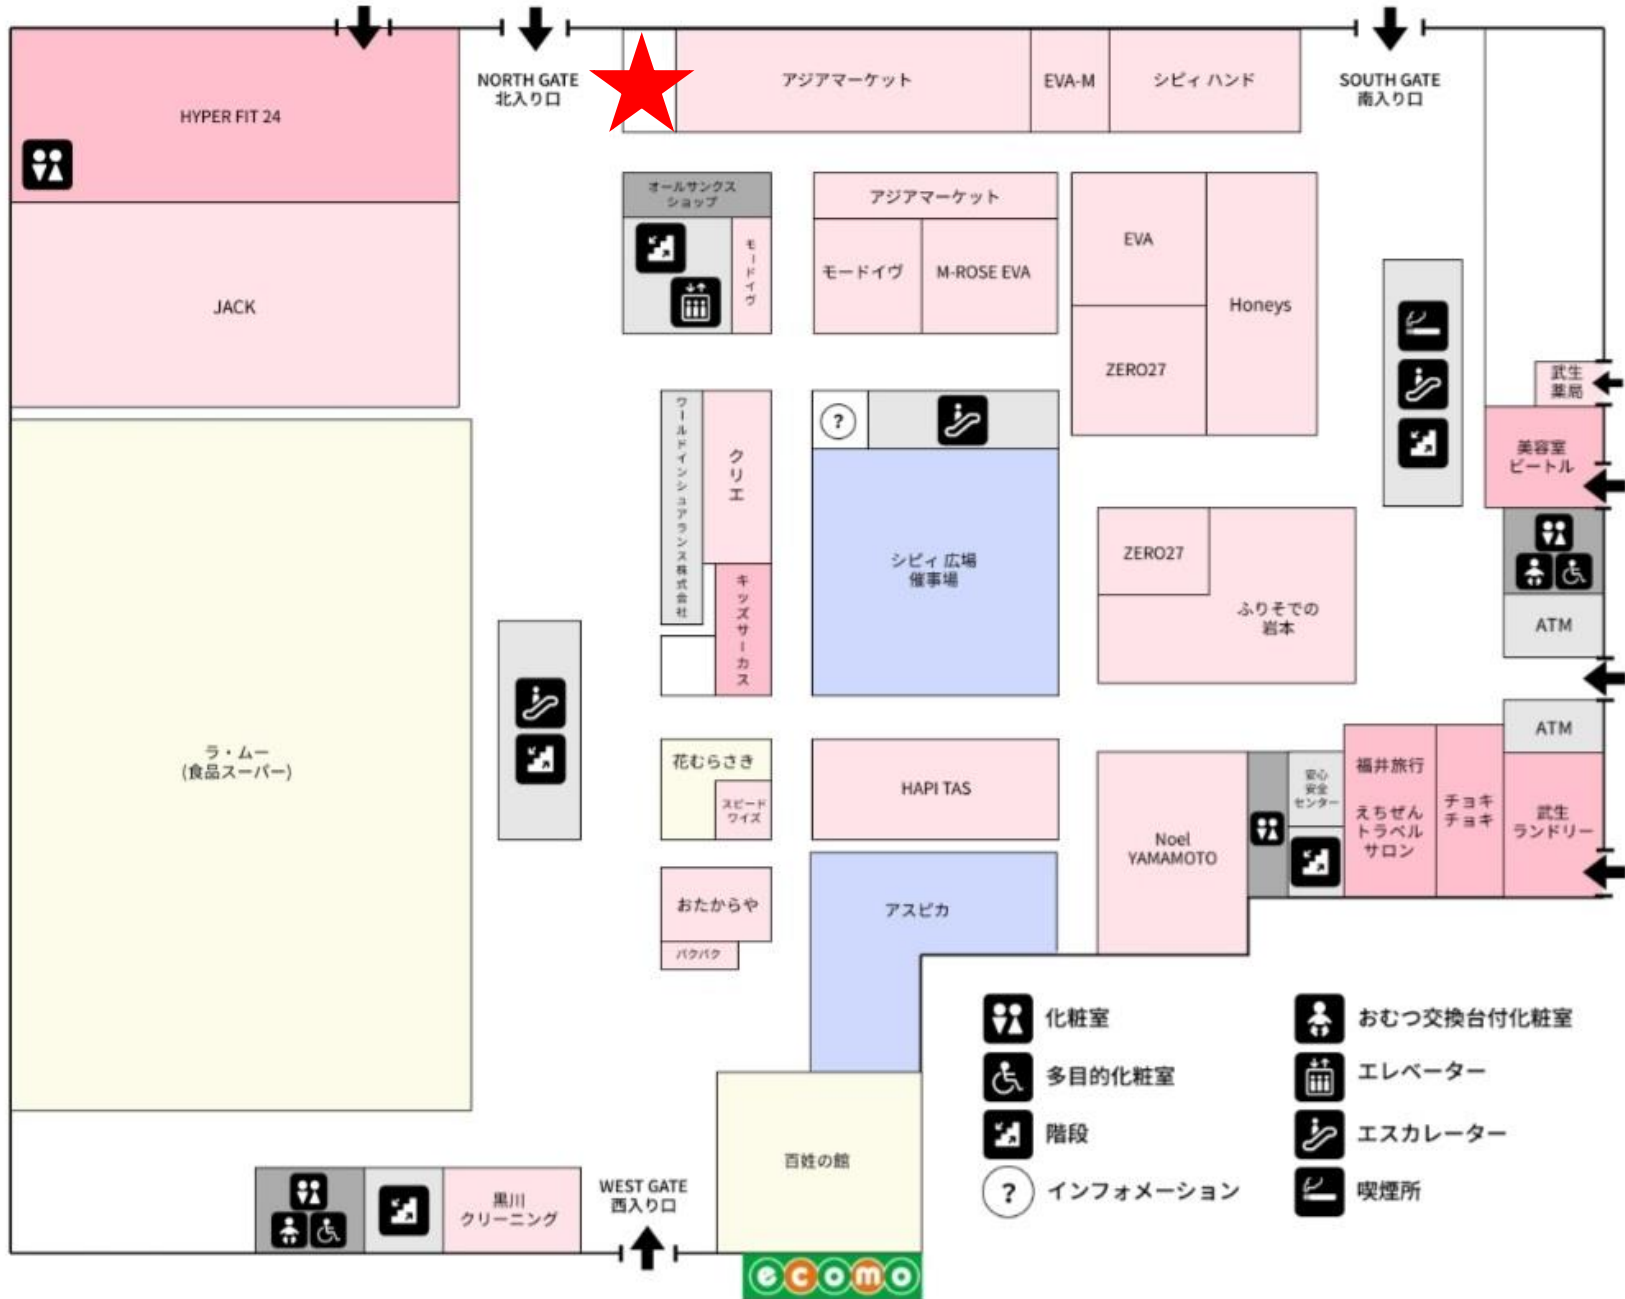 NORTH GATE
北入り口
SOUTH GATE
南入り口
HYPER FIT 24
アジアマーケット
EVA-M
シピィ ハンド
JACK
オールサンクス
ショップ
モードイヴ
アジアマーケット
モードイヴ
M-ROSE EVA
EVA
ZERO27
Honeys
武生
薬局
美容室
ビートル
ワールドインシュアランス株式会社
クリエ
キッズサーカス
?
シピィ 広場
催事場
ZERO27
ふりそでの
岩本
ATM
ATM
ラ・ムー
(食品スーパー)
花むらさき
スピード
ワイズ
HAPI TAS
Noel
YAMAMOTO
安心
安全
センター
福井旅行
えちぜん
トラベル
サロン
チョキ
チョキ
武生
ランドリー
おたからや
パクパク
アスピカ
百姓の館
黒川
クリーニング
WEST GATE
西入り口
ecomo
化粧室
おむつ交換台付化粧室
多目的化粧室
エレベーター
階段
エスカレーター
?
インフォメーション
喫煙所